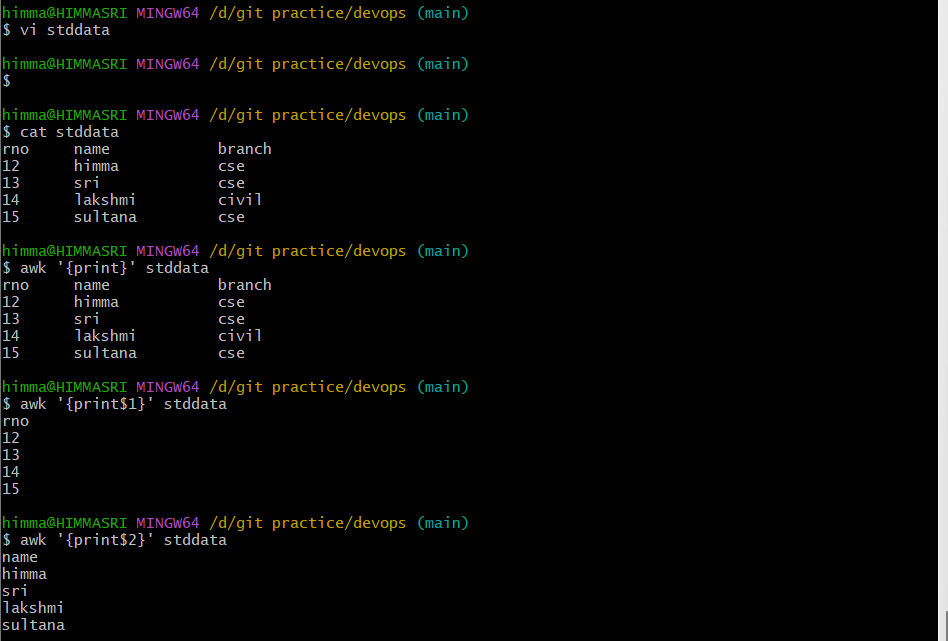 himma@HIMMASRI MINGW64 /d/git practice/devops (main)
$ vi stddata
himma@HIMMASRI MINGW64 /d/git practice/devops (main)
$
himma@HIMMASRI MINGW64 /d/git practice/devops (main)
$ cat stddata
rno     name            branch
12      himma           cse
13      sri             cse
14      lakshmi         civil
15      sultana         cse
himma@HIMMASRI MINGW64 /d/git practice/devops (main)
$ awk '{print}' stddata
rno     name            branch
12      himma           cse
13      sri             cse
14      lakshmi         civil
15      sultana         cse
himma@HIMMASRI MINGW64 /d/git practice/devops (main)
$ awk '{print$1}' stddata
rno
12
13
14
15
himma@HIMMASRI MINGW64 /d/git practice/devops (main)
$ awk '{print$2}' stddata
name
himma
sri
lakshmi
sultana